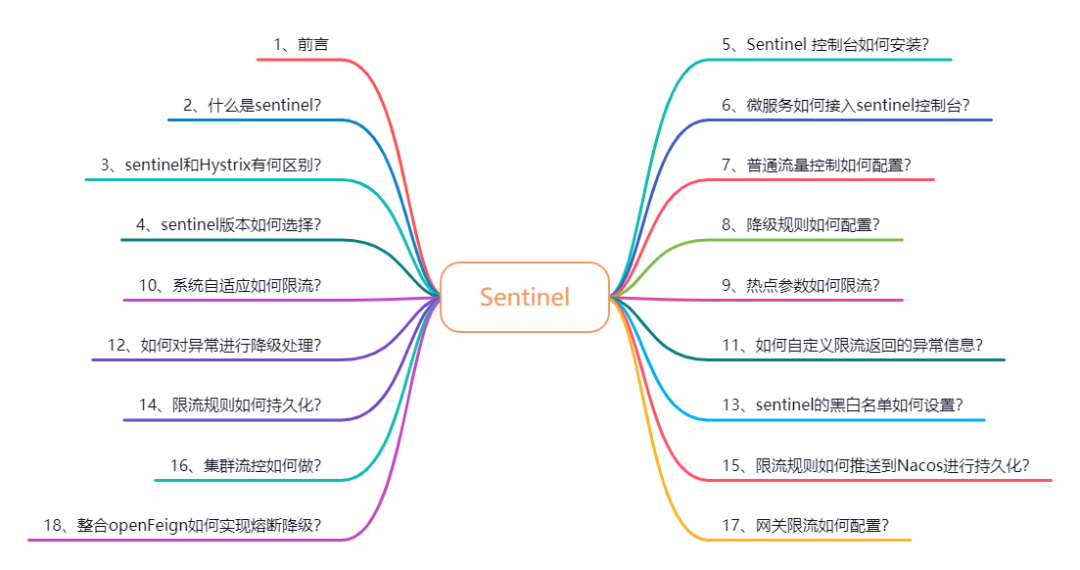 1、前言
2、什么是sentinel?
3、sentinel和Hystrix有何区别?
4、sentinel版本如何选择?
10、系统自适应如何限流?
12、如何对异常进行降级处理?
14、限流规则如何持久化?
16、集群流控如何做?
18、整合openFeign如何实现熔断降级?
Sentinel
5、Sentinel 控制台如何安装?
6、微服务如何接入sentinel控制台?
7、普通流量控制如何配置?
8、降级规则如何配置?
9、热点参数如何限流?
11、如何自定义限流返回的异常信息?
13、sentinel的黑白名单如何设置?
15、限流规则如何推送到Nacos进行持久化?
17、网关限流如何配置?